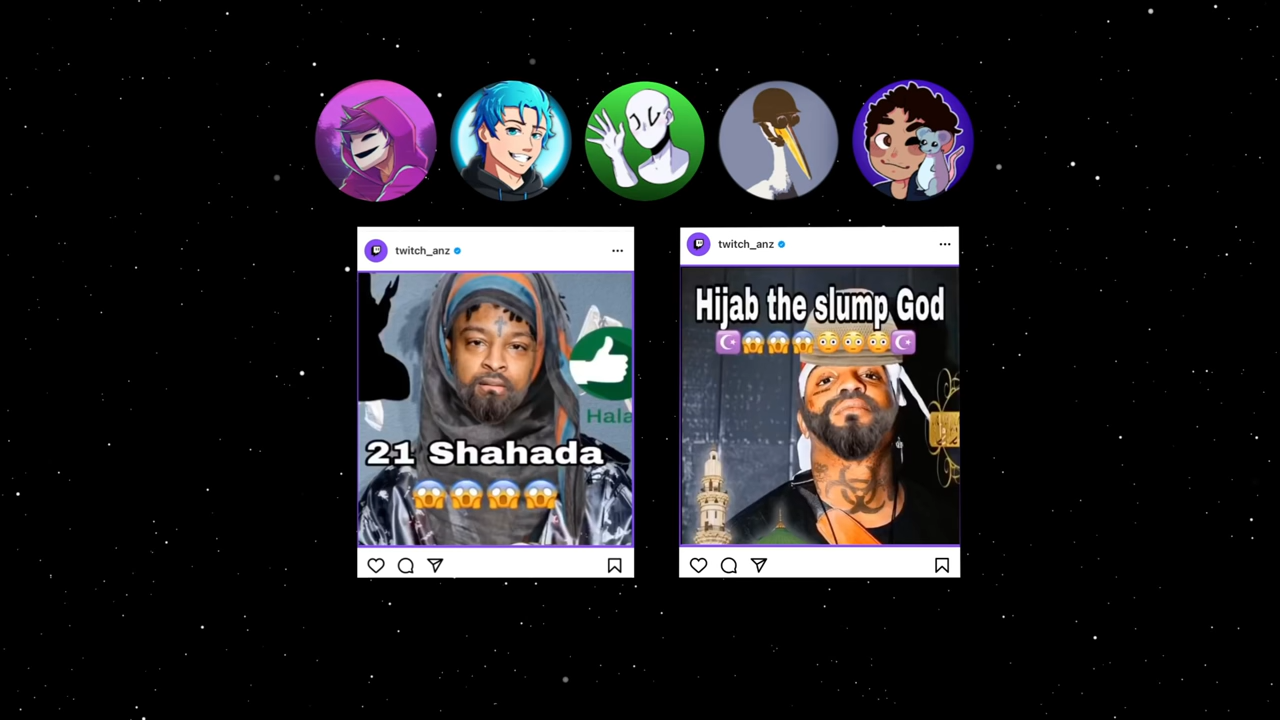 twitch_anz
twitch_anz
Hala
21 Shahada
Hijab the slump God